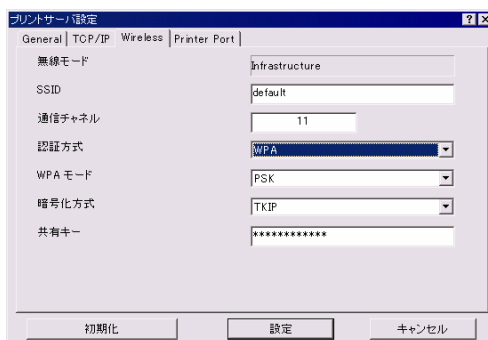 プリントサーバ設定
General TCP/IP Wireless Printer Port
無線モード Infrastructure
SSID default
通信チャネル 11
認証方式 WPA
WPAモード PSK
暗号化方式 TKIP
共有キー ************
初期化 設定 キャンセル